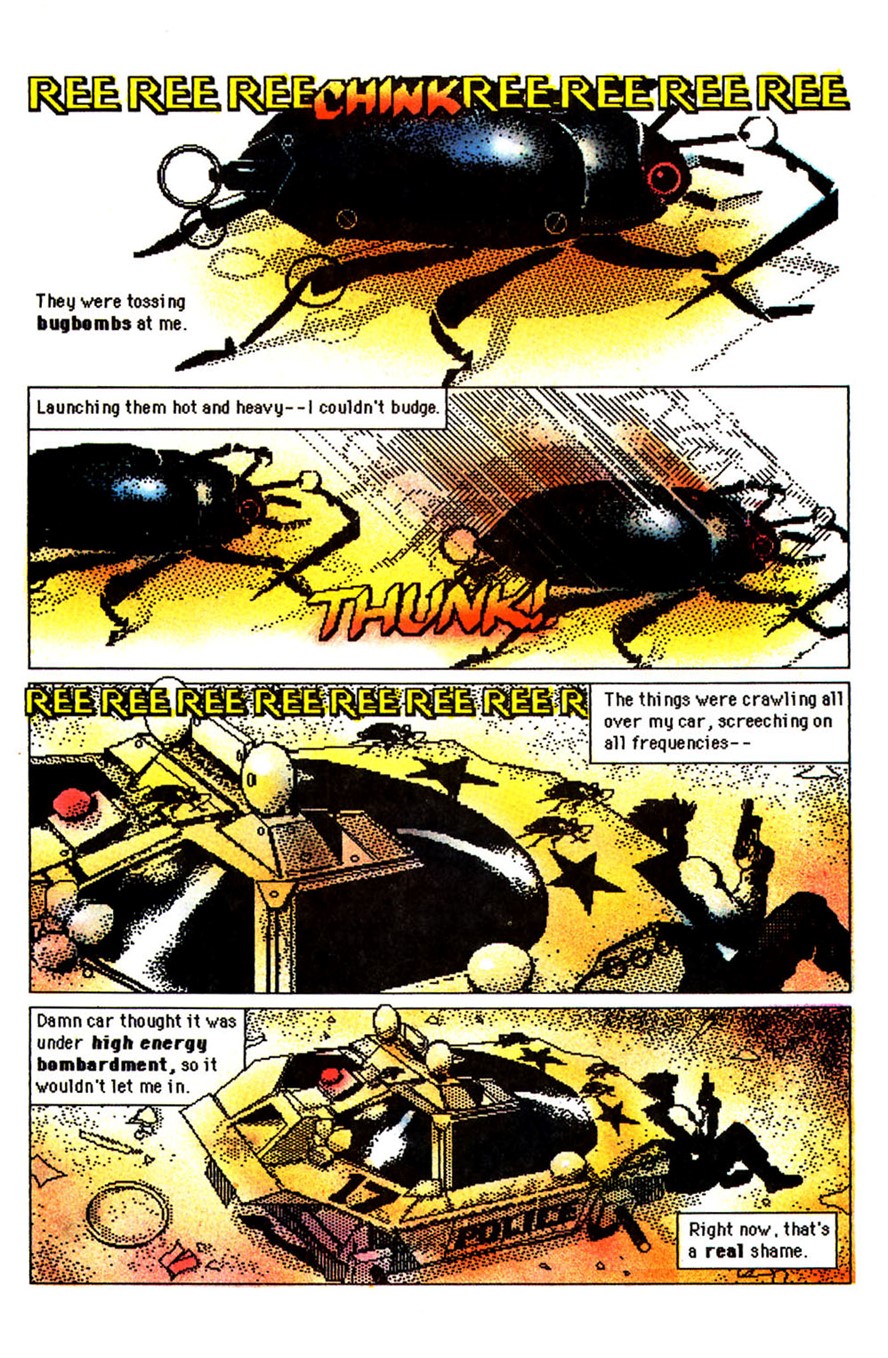 REE REE REE CHINK REE REE REE REE
They were tossing
bugbombs at me.
Launching them hot and heavy--I couldn't budge.
THUNK!
REE REE REE REE REE REE REE R
The things were crawling all
over my car, screeching on
all frequencies--
Damn car thought it was
under high energy
bombardment, so it
wouldn't let me in.
17
POLICE
Right now, that's
a real shame.